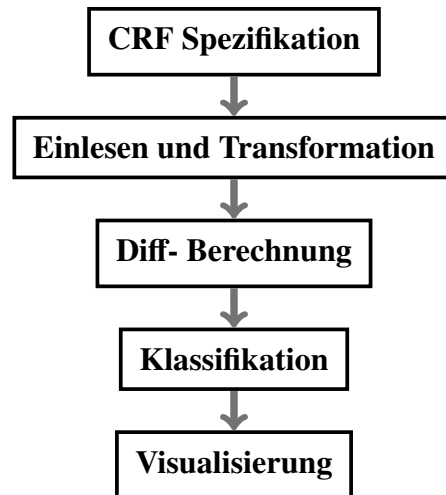 CRF Spezifikation
Einlesen und Transformation
Diff- Berechnung
Klassifikation
Visualisierung